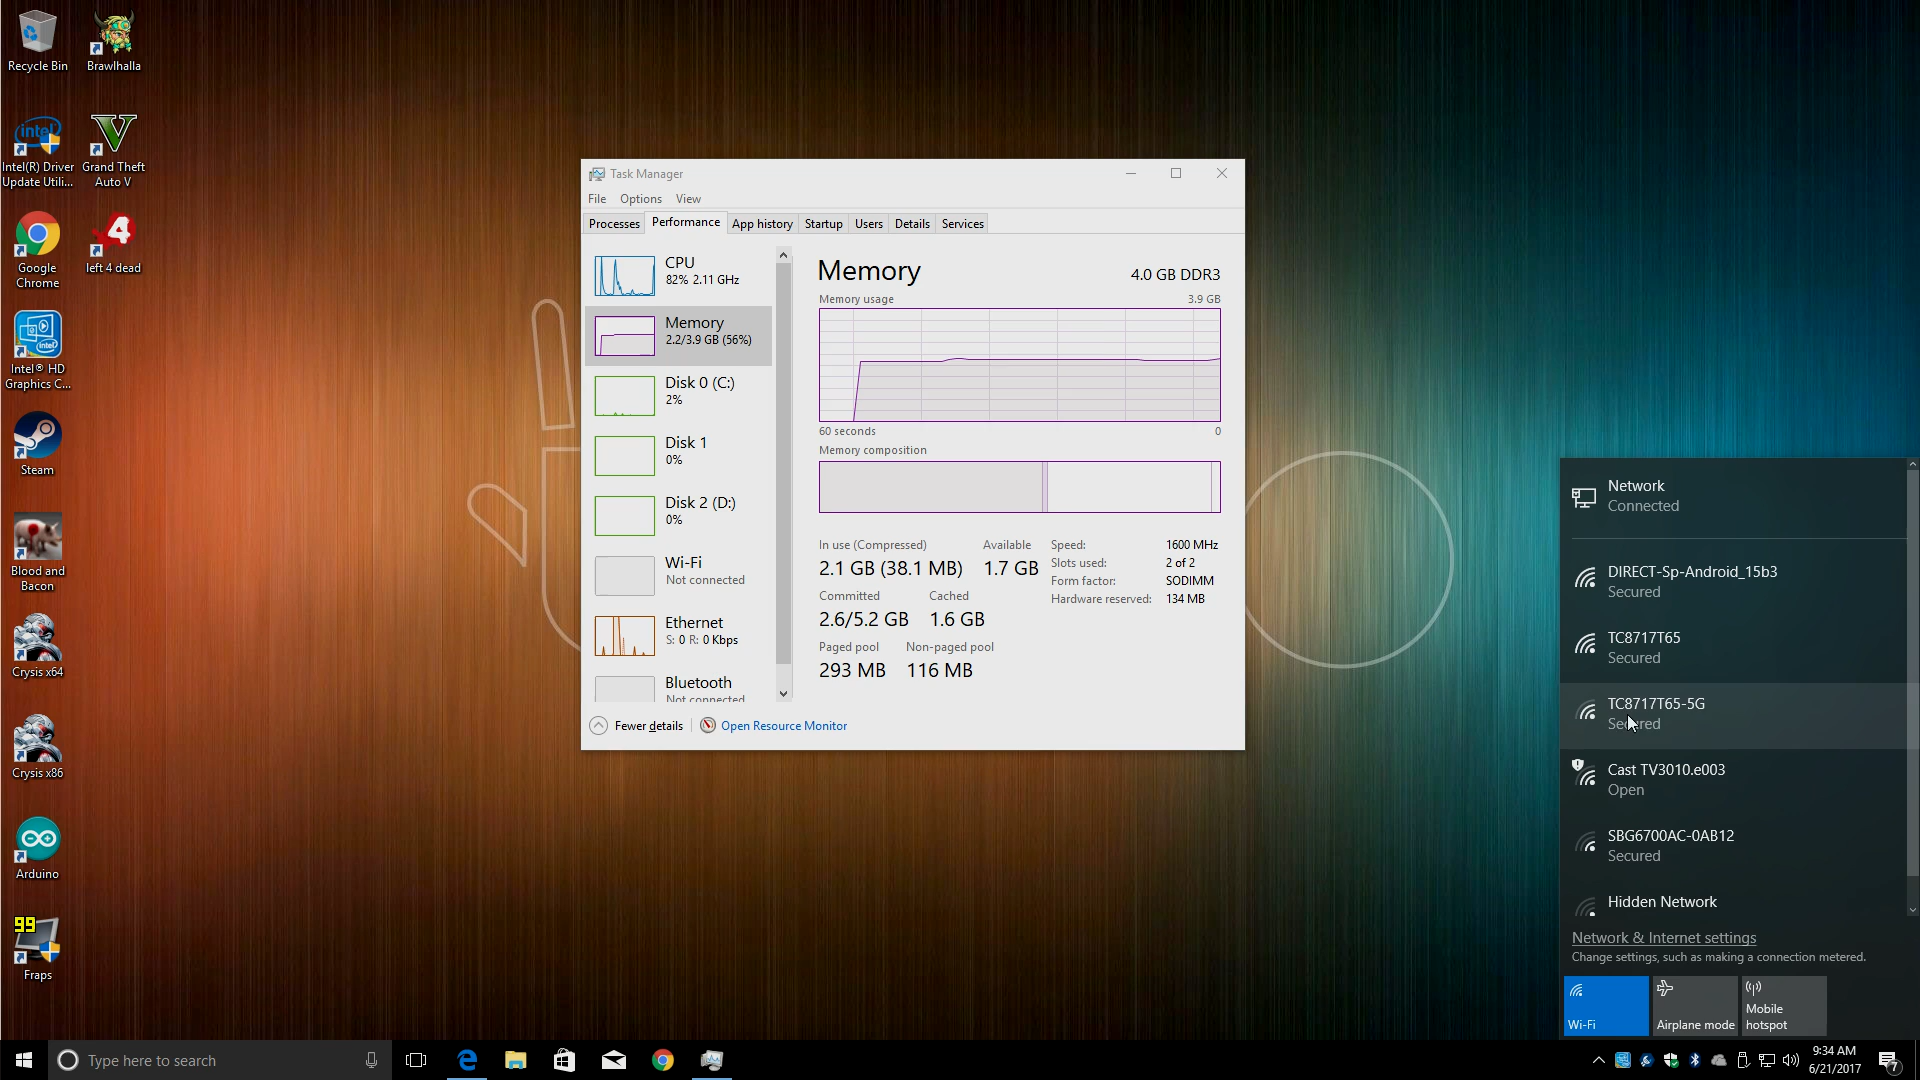 Recycle Bin
Brawlhalla
Intel(R) Driver
Update Utili...
Grand Theft
Auto V
Google
Chrome
left 4 dead
Intel® HD
Graphics C...
Steam
Blood and
Bacon
Crysis x64
Crysis x86
Arduino
99
Fraps
Task Manager
File Options View
Processes Performance App history Startup Users Details Services
CPU
82% 2.11 GHz
Memory
2.2/3.9 GB (56%)
Disk 0 (C:)
2%
Disk 1
0%
Disk 2 (D:)
0%
Wi-Fi
Not connected
Ethernet
S: 0 R: 0 Kbps
Bluetooth
Not connected
Memory
4.0 GB DDR3
Memory usage
3.9 GB
60 seconds
0
Memory composition
In use (Compressed)
2.1 GB (38.1 MB)
Available
1.7 GB
Committed
2.6/5.2 GB
Cached
1.6 GB
Paged pool
293 MB
Non-paged pool
116 MB
Speed: 1600 MHz
Slots used: 2 of 2
Form factor: SODIMM
Hardware reserved: 134 MB
Fewer details
Open Resource Monitor
Network
Connected
DIRECT-Sp-Android_15b3
Secured
TC8717T65
Secured
TC8717T65-5G
Secured
Cast TV3010.e003
Open
SBG6700AC-0AB12
Secured
Hidden Network
Network & Internet settings
Change settings, such as making a connection metered.
Wi-Fi
Airplane mode
Mobile
hotspot
Type here to search
9:34 AM
6/21/2017
7